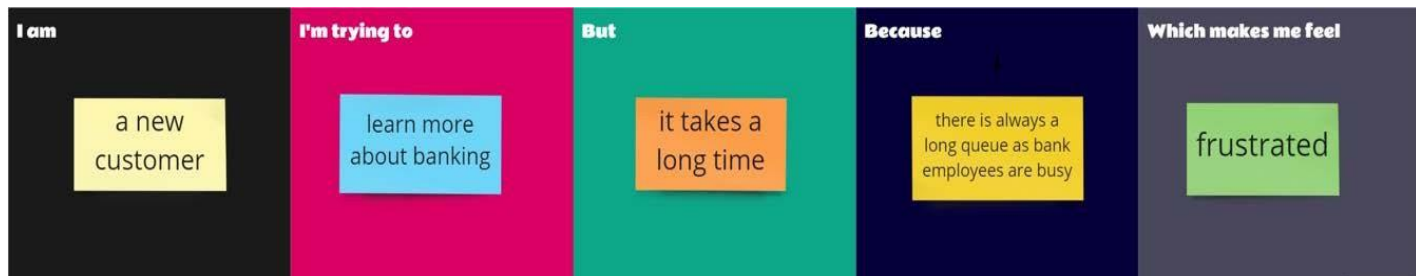 I am
a new
customer
I'm trying to
learn more
about banking
But
it takes a
long time
Because
there is always a
long queue as bank
employees are busy
Which makes me feel
frustrated